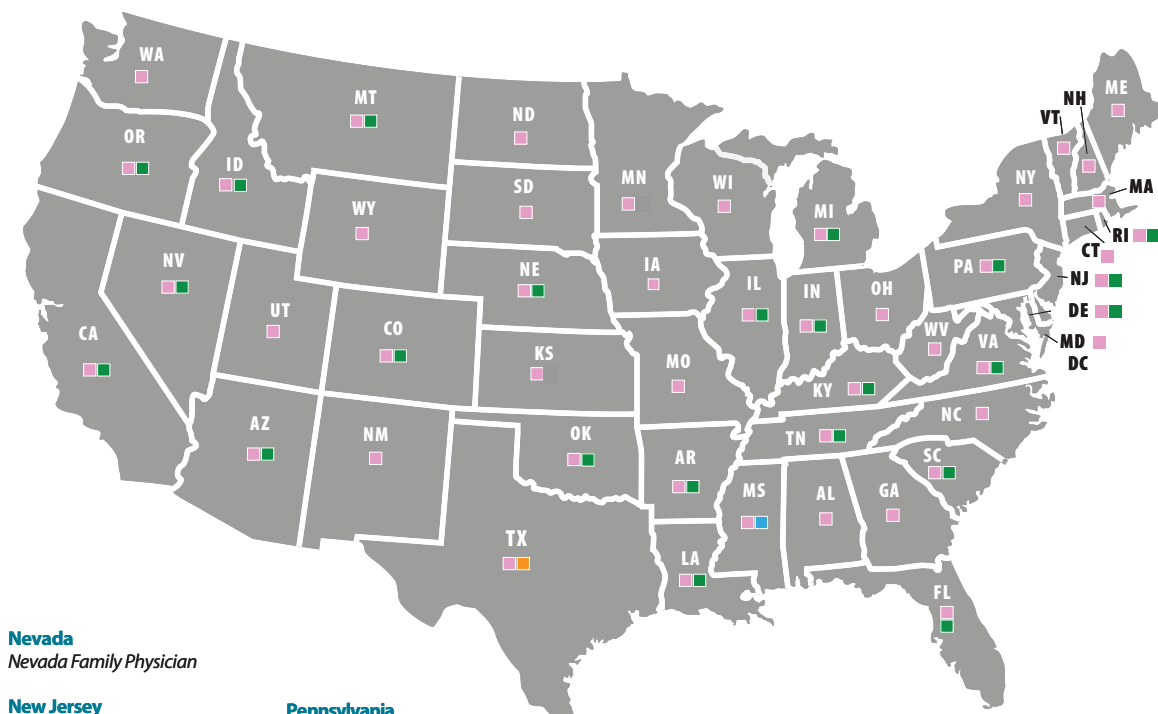 WA
MT
ND
OR
ID
SD
MN
WI
MI
WY
NE
IA
NV
UT
CO
KS
CA
AZ
NM
OK
TX
MO
AR
LA
IL
IN
OH
KY
TN
MS
AL
GA
FL
SC
NC
VA
WV
PA
NY
VT
NH
ME
MA
RI
CT
NJ
DE
MD
DC
Nevada
Nevada Family Physician
New Jersey
Pennsylvania